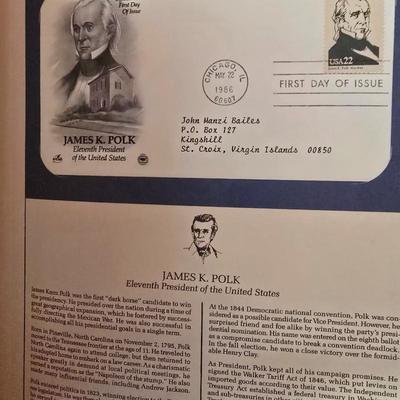 First Day
Of Issue
JAMES K. POLK
Eleventh President
of the United States
CHICAGO, IL
MAY 22
1986
60607
USA 22
FIRST DAY OF ISSUE
John Manzi Bailes
P.O. Box 127
Kingshill
St. Croix, Virgin Islands 00850
JAMES K. POLK
Eleventh President of the United States
James Knox Polk was the first "dark horse" candidate to win
the presidency. He presided over the nation during a time of
great geographical expansion, which he fostered by success-
fully directing the Mexican War. He was also successful in
accomplishing all his presidential goals in a single term.
Born in Pineville, North Carolina on November 2, 1795, Polk
moved to the Tennessee area at the age of 11. He traveled to
North Carolina again to attend college, but then returned to
his adopted home to embark on a law career. As a charismatic
speaker greatly in demand at local political meetings, he
earned a reputation as the "Napoleon of the stump." He also
made many influential friends, including Andrew Jackson.
Polk entered politics in 1823, winning election to the
At the 1844 Democratic national convention, Polk was con-
sidered as a possible candidate for Vice President. However, he
surprised friend and foe alike by winning the party's presi-
dential nomination. His name was entered on the eighth ballot
as a compromise candidate to break a convention deadlock.
In the fall election, he won a close victory over the formid-
able Henry Clay.
As President, Polk kept all of his campaign promises. He
signed the Walker Tariff Act of 1846, which put levies on
imported goods according to their value. The Independent
Treasury Act established a federal treasury in Washington